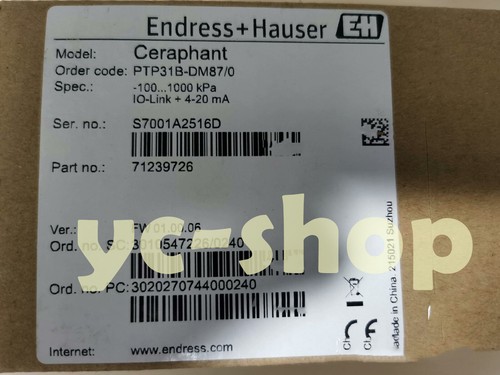 Endress+Hauser EH
Model: Ceraphant
Order code: PTP31B-DM87/0
Spec.: -100...1000 kPa
IO-Link + 4-20 mA
Ser. no.: S7001A2516D
Part no.: 71239726
Ver.: FW 01.00.06
Ord. no. SC: 3010547226/0240
Ord. no. PC: 3020270744000240
Internet: www.endress.com
Made in China, 215021 Suzhou
yc-shop